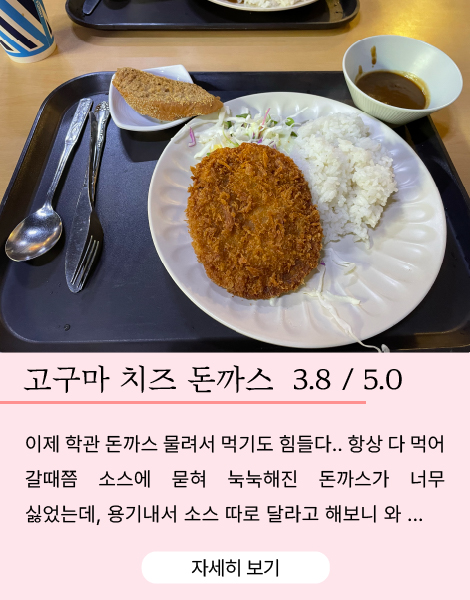 고구마 치즈 돈까스 3.8 / 5.0
이제 학관 돈까스 물려서 먹기도 힘들다.. 항상 다 먹어
갈때쯤 소스에 묻혀 눅눅해진 돈까스가 너무
싫었는데, 용기내서 소스 따로 달라고 해보니 와 ...
자세히 보기